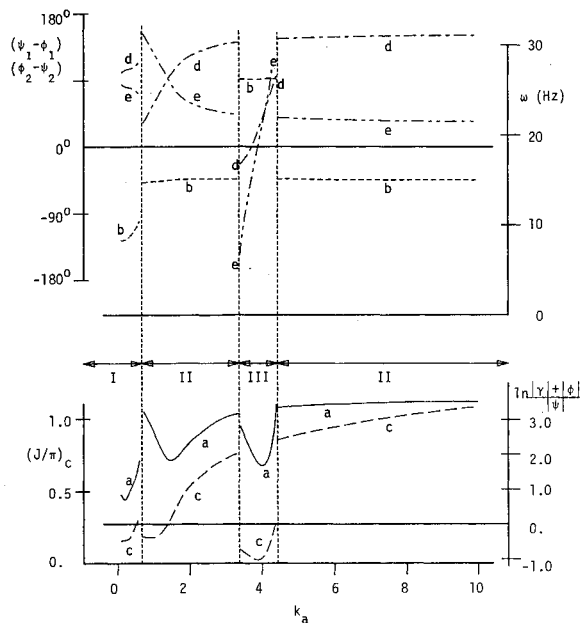 180°
(ψ₁-φ₁)
(φ₂-ψ₂)
d
e
b
d
e
b
b
d
e
e
d
d
e
b
0°
-90°
-180°
30
ω (Hz)
20
10
0
I
II
III
II
1.0
(J/π)c
0.5
0.
a
c
a
c
a
c
a
c
ln |γ|+|φ|
|ψ|
3.0
2.0
1.0
0.
-1.0
0
2
4
6
8
10
kₐ